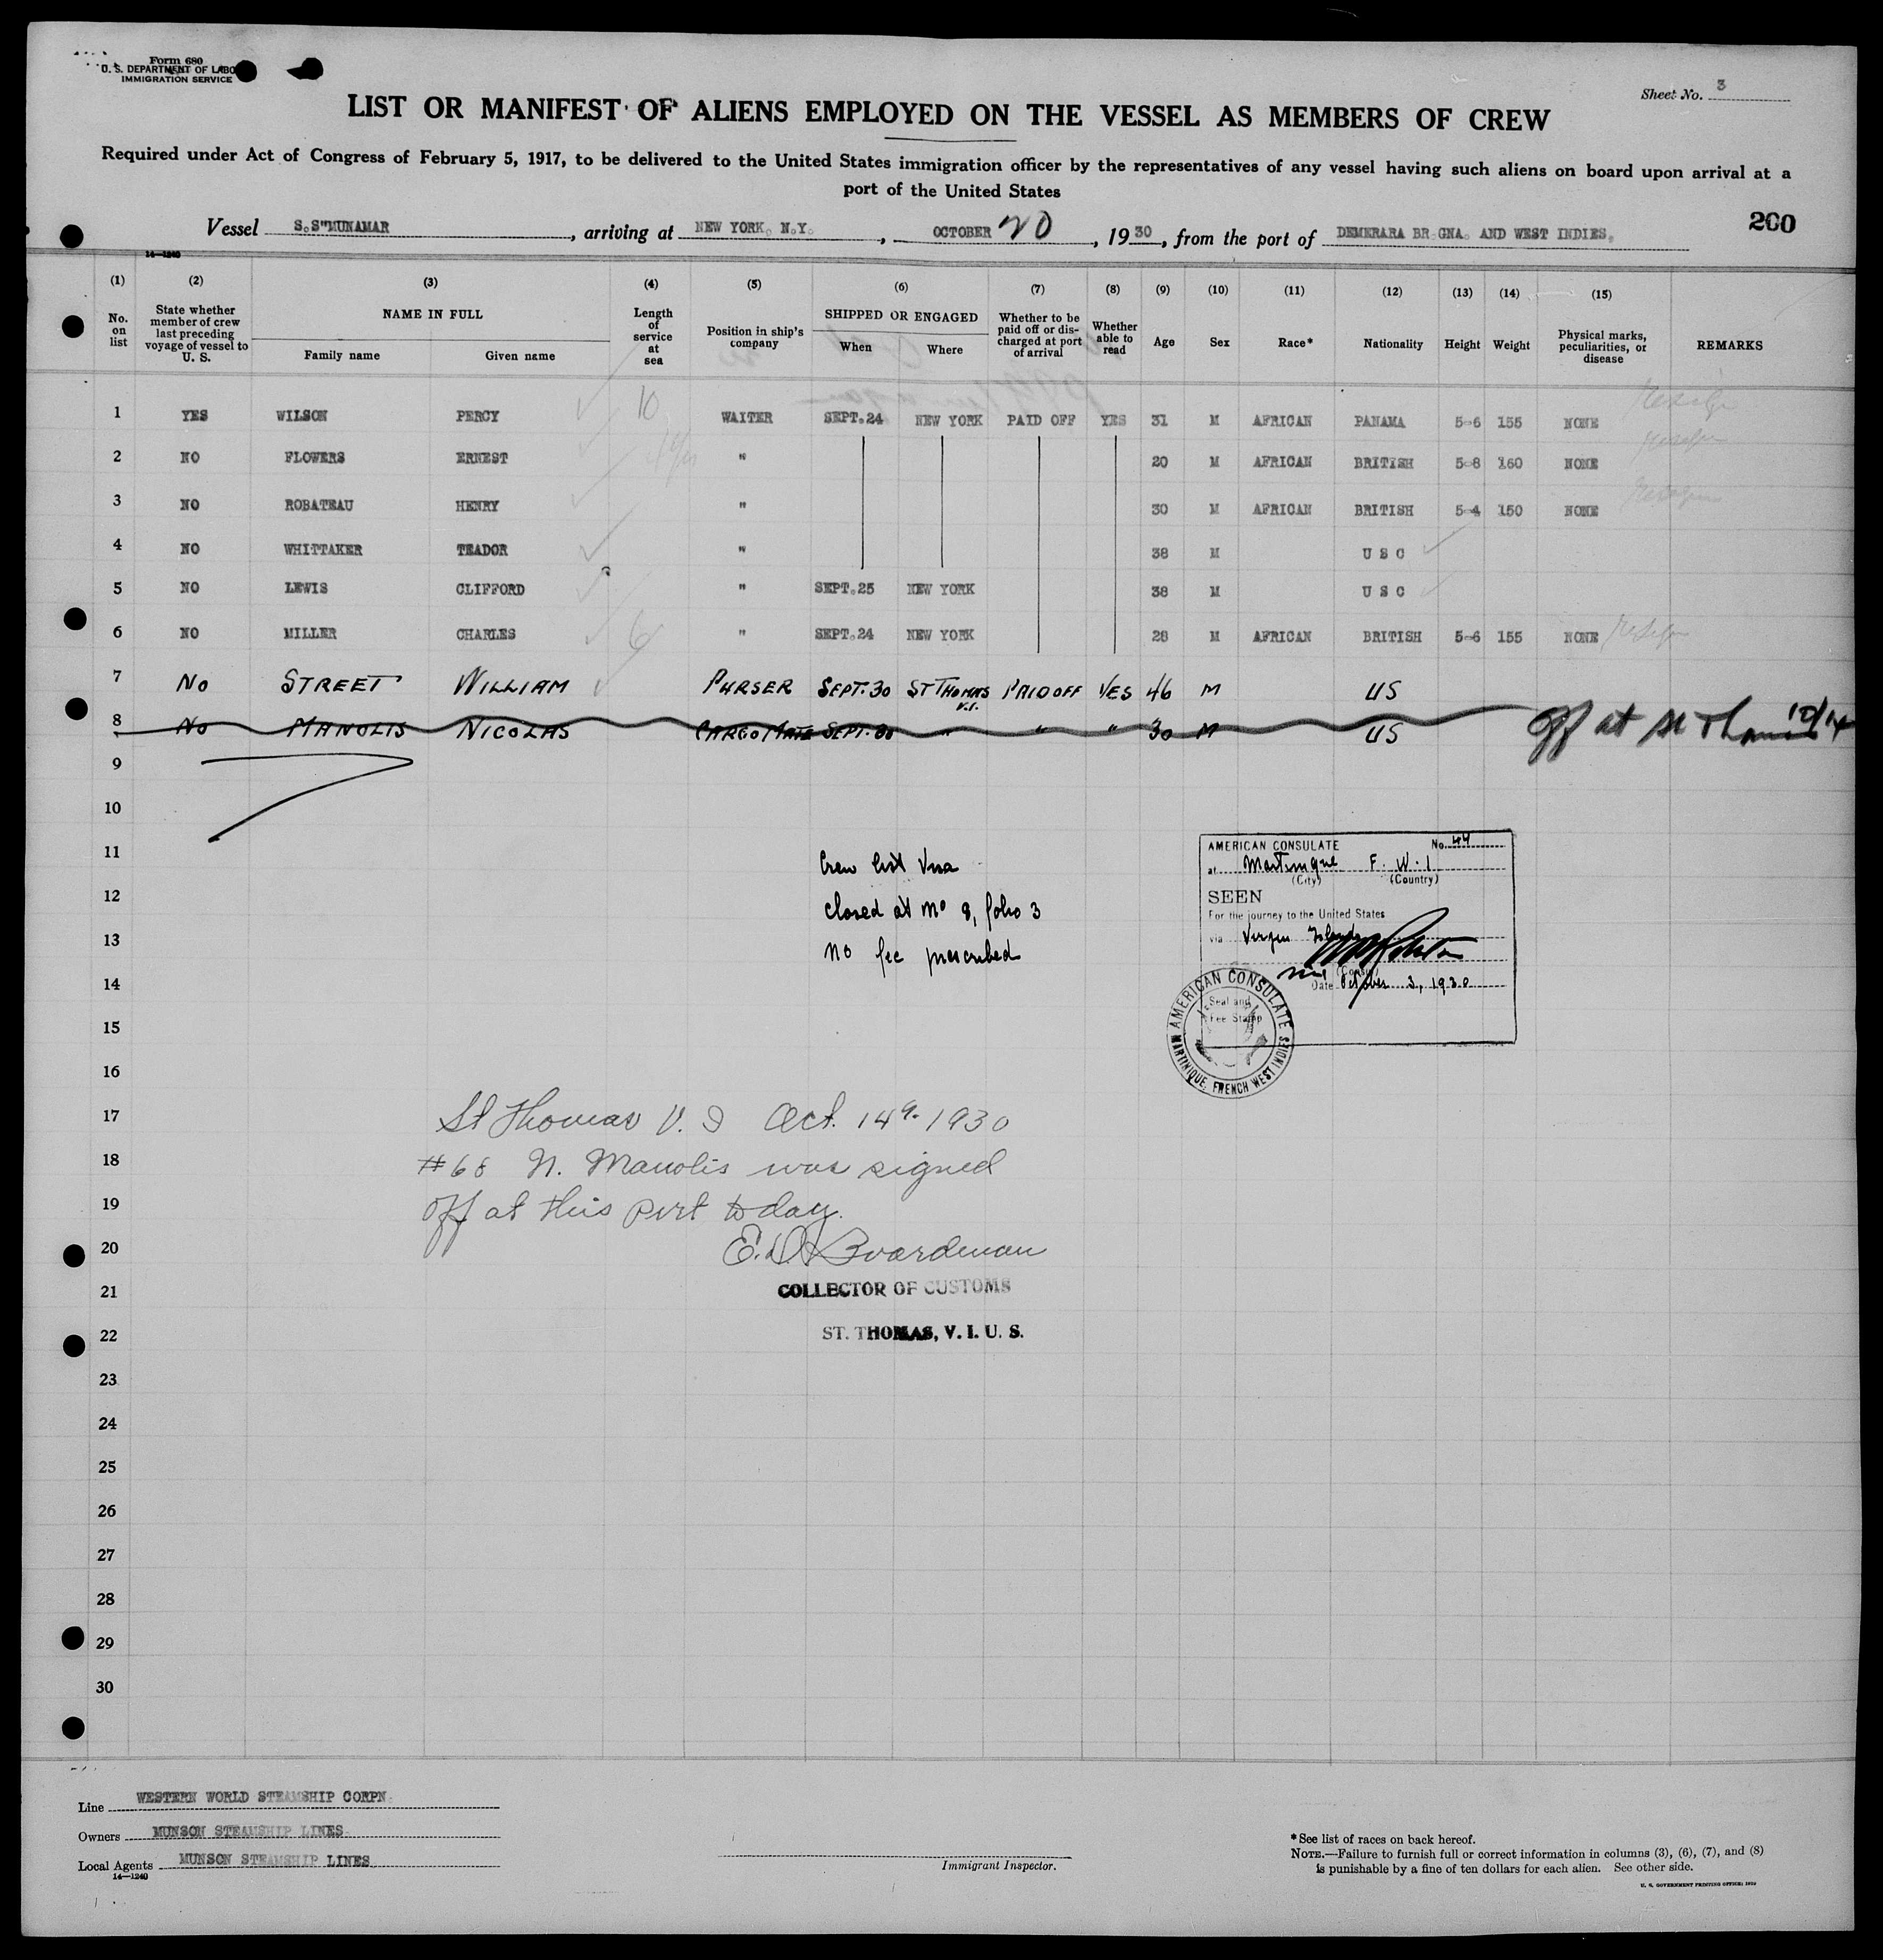 Form 680
U. S. DEPARTMENT OF LABO
IMMIGRATION SERVICE
Sheet No. 3
LIST OR MANIFEST OF ALIENS EMPLOYED ON THE VESSEL AS MEMBERS OF CREW
Required under Act of Congress of February 5, 1917, to be delivered to the United States immigration officer by the representatives of any vessel having such aliens on board upon arrival at a
port of the United States
Vessel S.S"MUNAMAR, arriving at NEW YORK. N.Y., OCTOBER 20, 1930, from the port of DEMERARA BR.GNA. AND WEST INDIES.
200
14—1240
(1) (2) (3) (4) (5) (6) (7) (8) (9) (10) (11) (12) (13) (14) (15)
No. on list
State whether member of crew last preceding voyage of vessel to U. S.
NAME IN FULL
Family name Given name
Length of service at sea
Position in ship's company
SHIPPED OR ENGAGED
When Where
Whether to be paid off or discharged at port of arrival
Whether able to read
Age Sex Race* Nationality Height Weight
Physical marks, peculiarities, or disease
REMARKS
1 YES WILSON PERCY 10 WAITER SEPT.24 NEW YORK PAID OFF YES 31 M AFRICAN PANAMA 5-6 155 NONE
2 NO FLOWERS ERNEST " 20 M AFRICAN BRITISH 5-8 160 NONE
3 NO ROBATEAU HENRY " 30 M AFRICAN BRITISH 5-4 150 NONE
4 NO WHITTAKER TEADOR " 38 M U S C
5 NO LEWIS CLIFFORD " SEPT.25 NEW YORK 38 M U S C
6 NO MILLER CHARLES 6 " SEPT.24 NEW YORK 28 M AFRICAN BRITISH 5-6 155 NONE
7 NO STREET WILLIAM PURSER SEPT. 30 ST THOMAS V.I. PAID OFF YES 46 M US
8 NO MANOLIS NICOLAS CARGO MATE SEPT. 30 " " " 30 M US off at St Thomas 10/14
9
10
11
12
13
14
15
16
17
18
19
20
21
22
23
24
25
26
27
28
29
30
Crew list Visa
closed at No 8, folio 3
no fee prescribed
AMERICAN CONSULATE No. 44
at Martinique F. W. I
(City) (Country)
SEEN
For the journey to the United States
via Virgin Islands
(Consul)
Date October 3, 1930
Seal and
Fee Stamp
AMERICAN CONSULATE
MARTINIQUE, FRENCH WEST INDIES
St Thomas V. I Oct. 14th 1930
#68 N. Manolis was signed
off at this port today.
E. D. Boardman
COLLECTOR OF CUSTOMS
ST. THOMAS, V. I. U. S.
Line WESTERN WORLD STEAMSHIP CORPN.
Owners MUNSON STEAMSHIP LINES.
Local Agents MUNSON STEAMSHIP LINES
14—1240
Immigrant Inspector.
*See list of races on back hereof.
NOTE.—Failure to furnish full or correct information in columns (3), (6), (7), and (8)
is punishable by a fine of ten dollars for each alien. See other side.